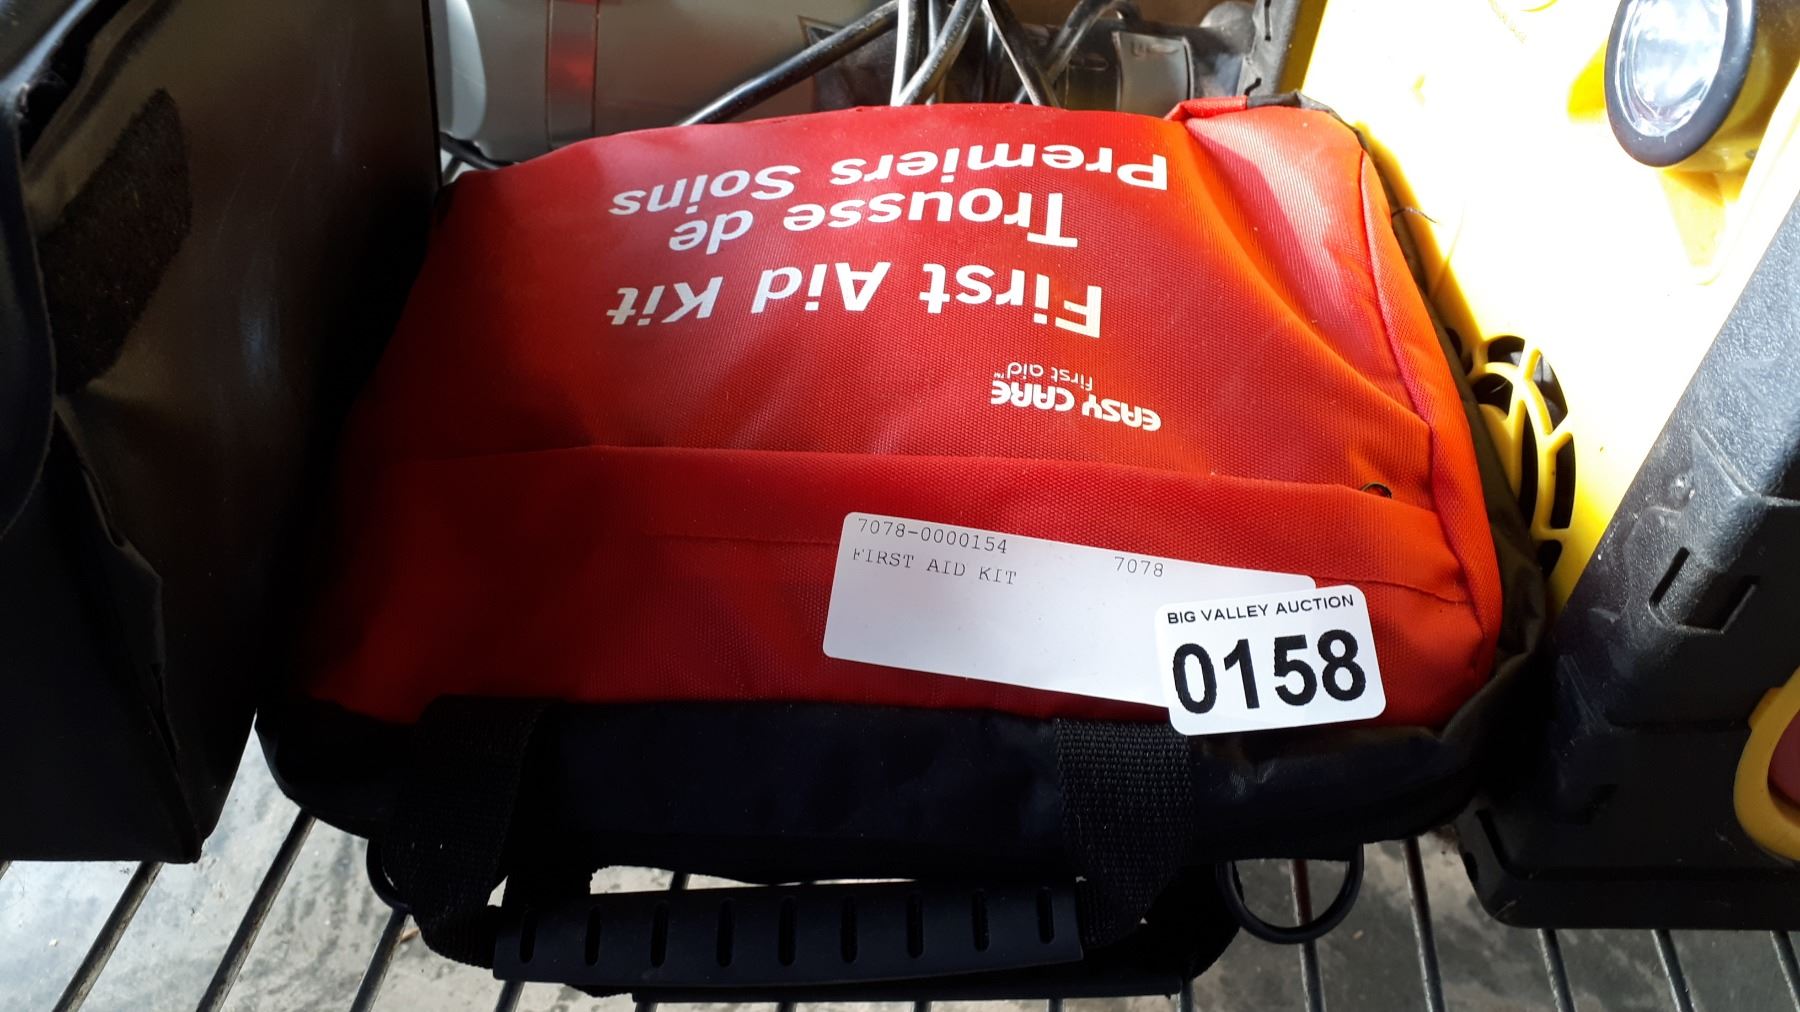 EASY CARE
first aid™
First Aid Kit
Trousse de
Premiers Soins
7078-0000154 7078
FIRST AID KIT
BIG VALLEY AUCTION
0158